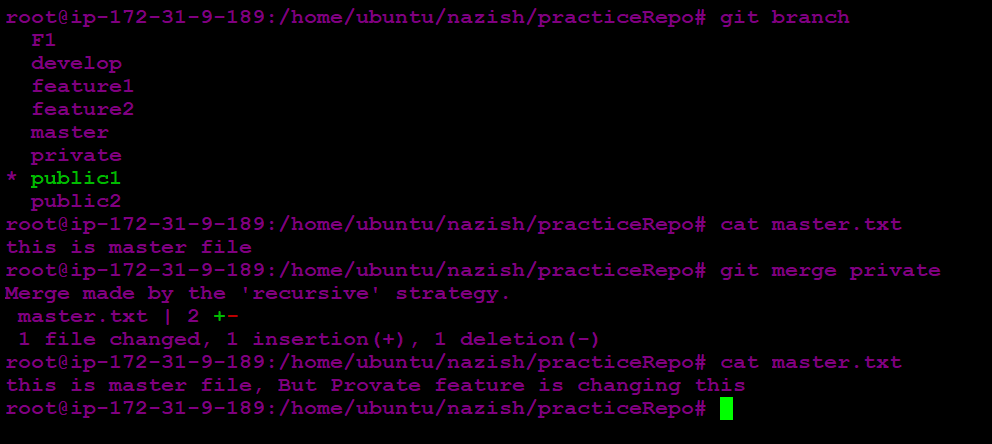 root@ip-172-31-9-189:/home/ubuntu/nazish/practiceRepo# git branch
  F1
  develop
  feature1
  feature2
  master
  private
* public1
  public2
root@ip-172-31-9-189:/home/ubuntu/nazish/practiceRepo# cat master.txt
this is master file
root@ip-172-31-9-189:/home/ubuntu/nazish/practiceRepo# git merge private
Merge made by the 'recursive' strategy.
 master.txt | 2 +-
 1 file changed, 1 insertion(+), 1 deletion(-)
root@ip-172-31-9-189:/home/ubuntu/nazish/practiceRepo# cat master.txt
this is master file, But Provate feature is changing this
root@ip-172-31-9-189:/home/ubuntu/nazish/practiceRepo#